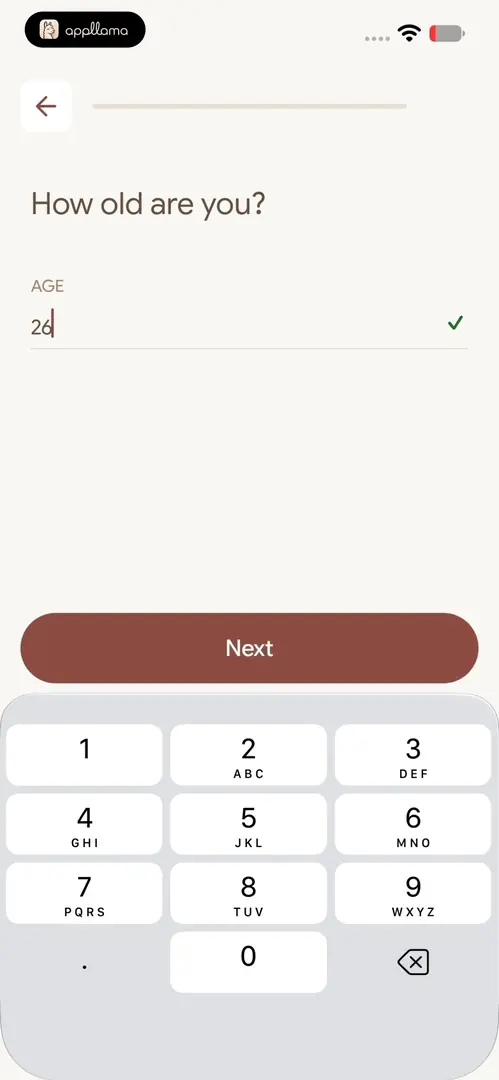 appllama
How old are you?
AGE
26
Next
1
2
ABC
3
DEF
4
GHI
5
JKL
6
MNO
7
PQRS
8
TUV
9
WXYZ
.
0